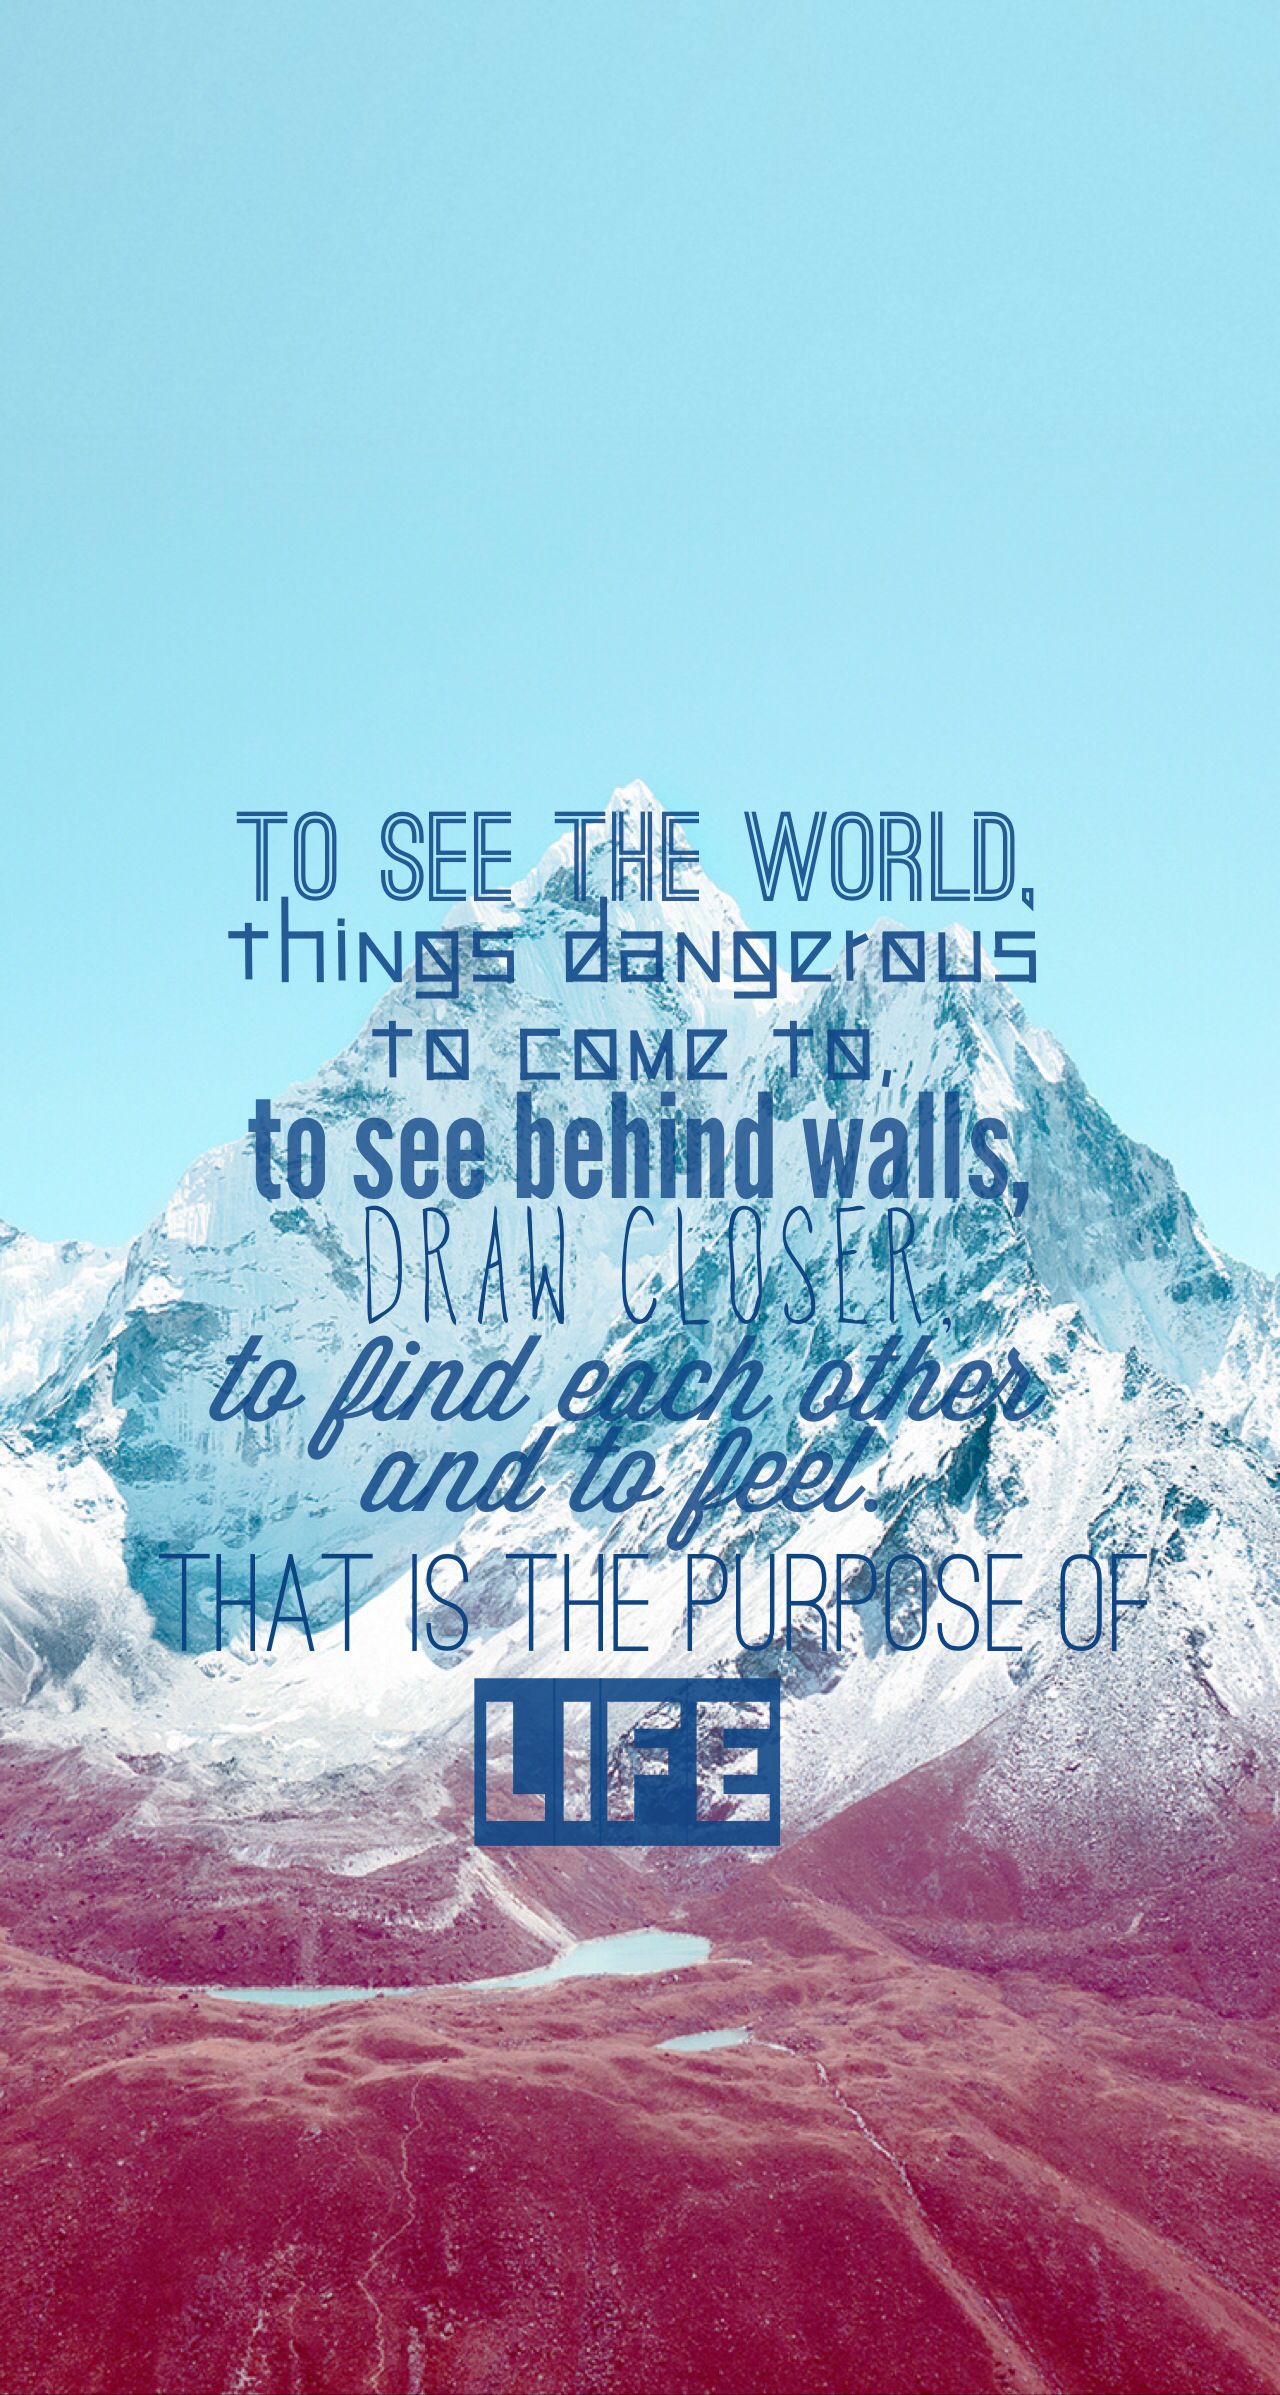 TO SEE THE WORLD,
things dangerous
to come to,
to see behind walls,
DRAW CLOSER,
to find each other
and to feel.
THAT IS THE PURPOSE OF
LIFE